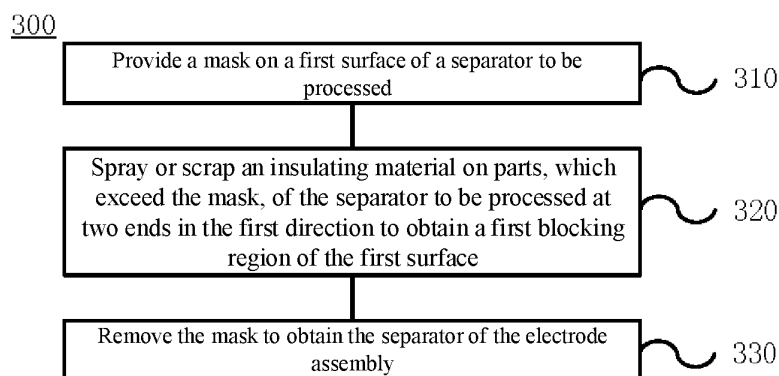 300
Provide a mask on a first surface of a separator to be
processed
310
Spray or scrap an insulating material on parts, which
exceed the mask, of the separator to be processed at
two ends in the first direction to obtain a first blocking
region of the first surface
320
Remove the mask to obtain the separator of the electrode
assembly
330